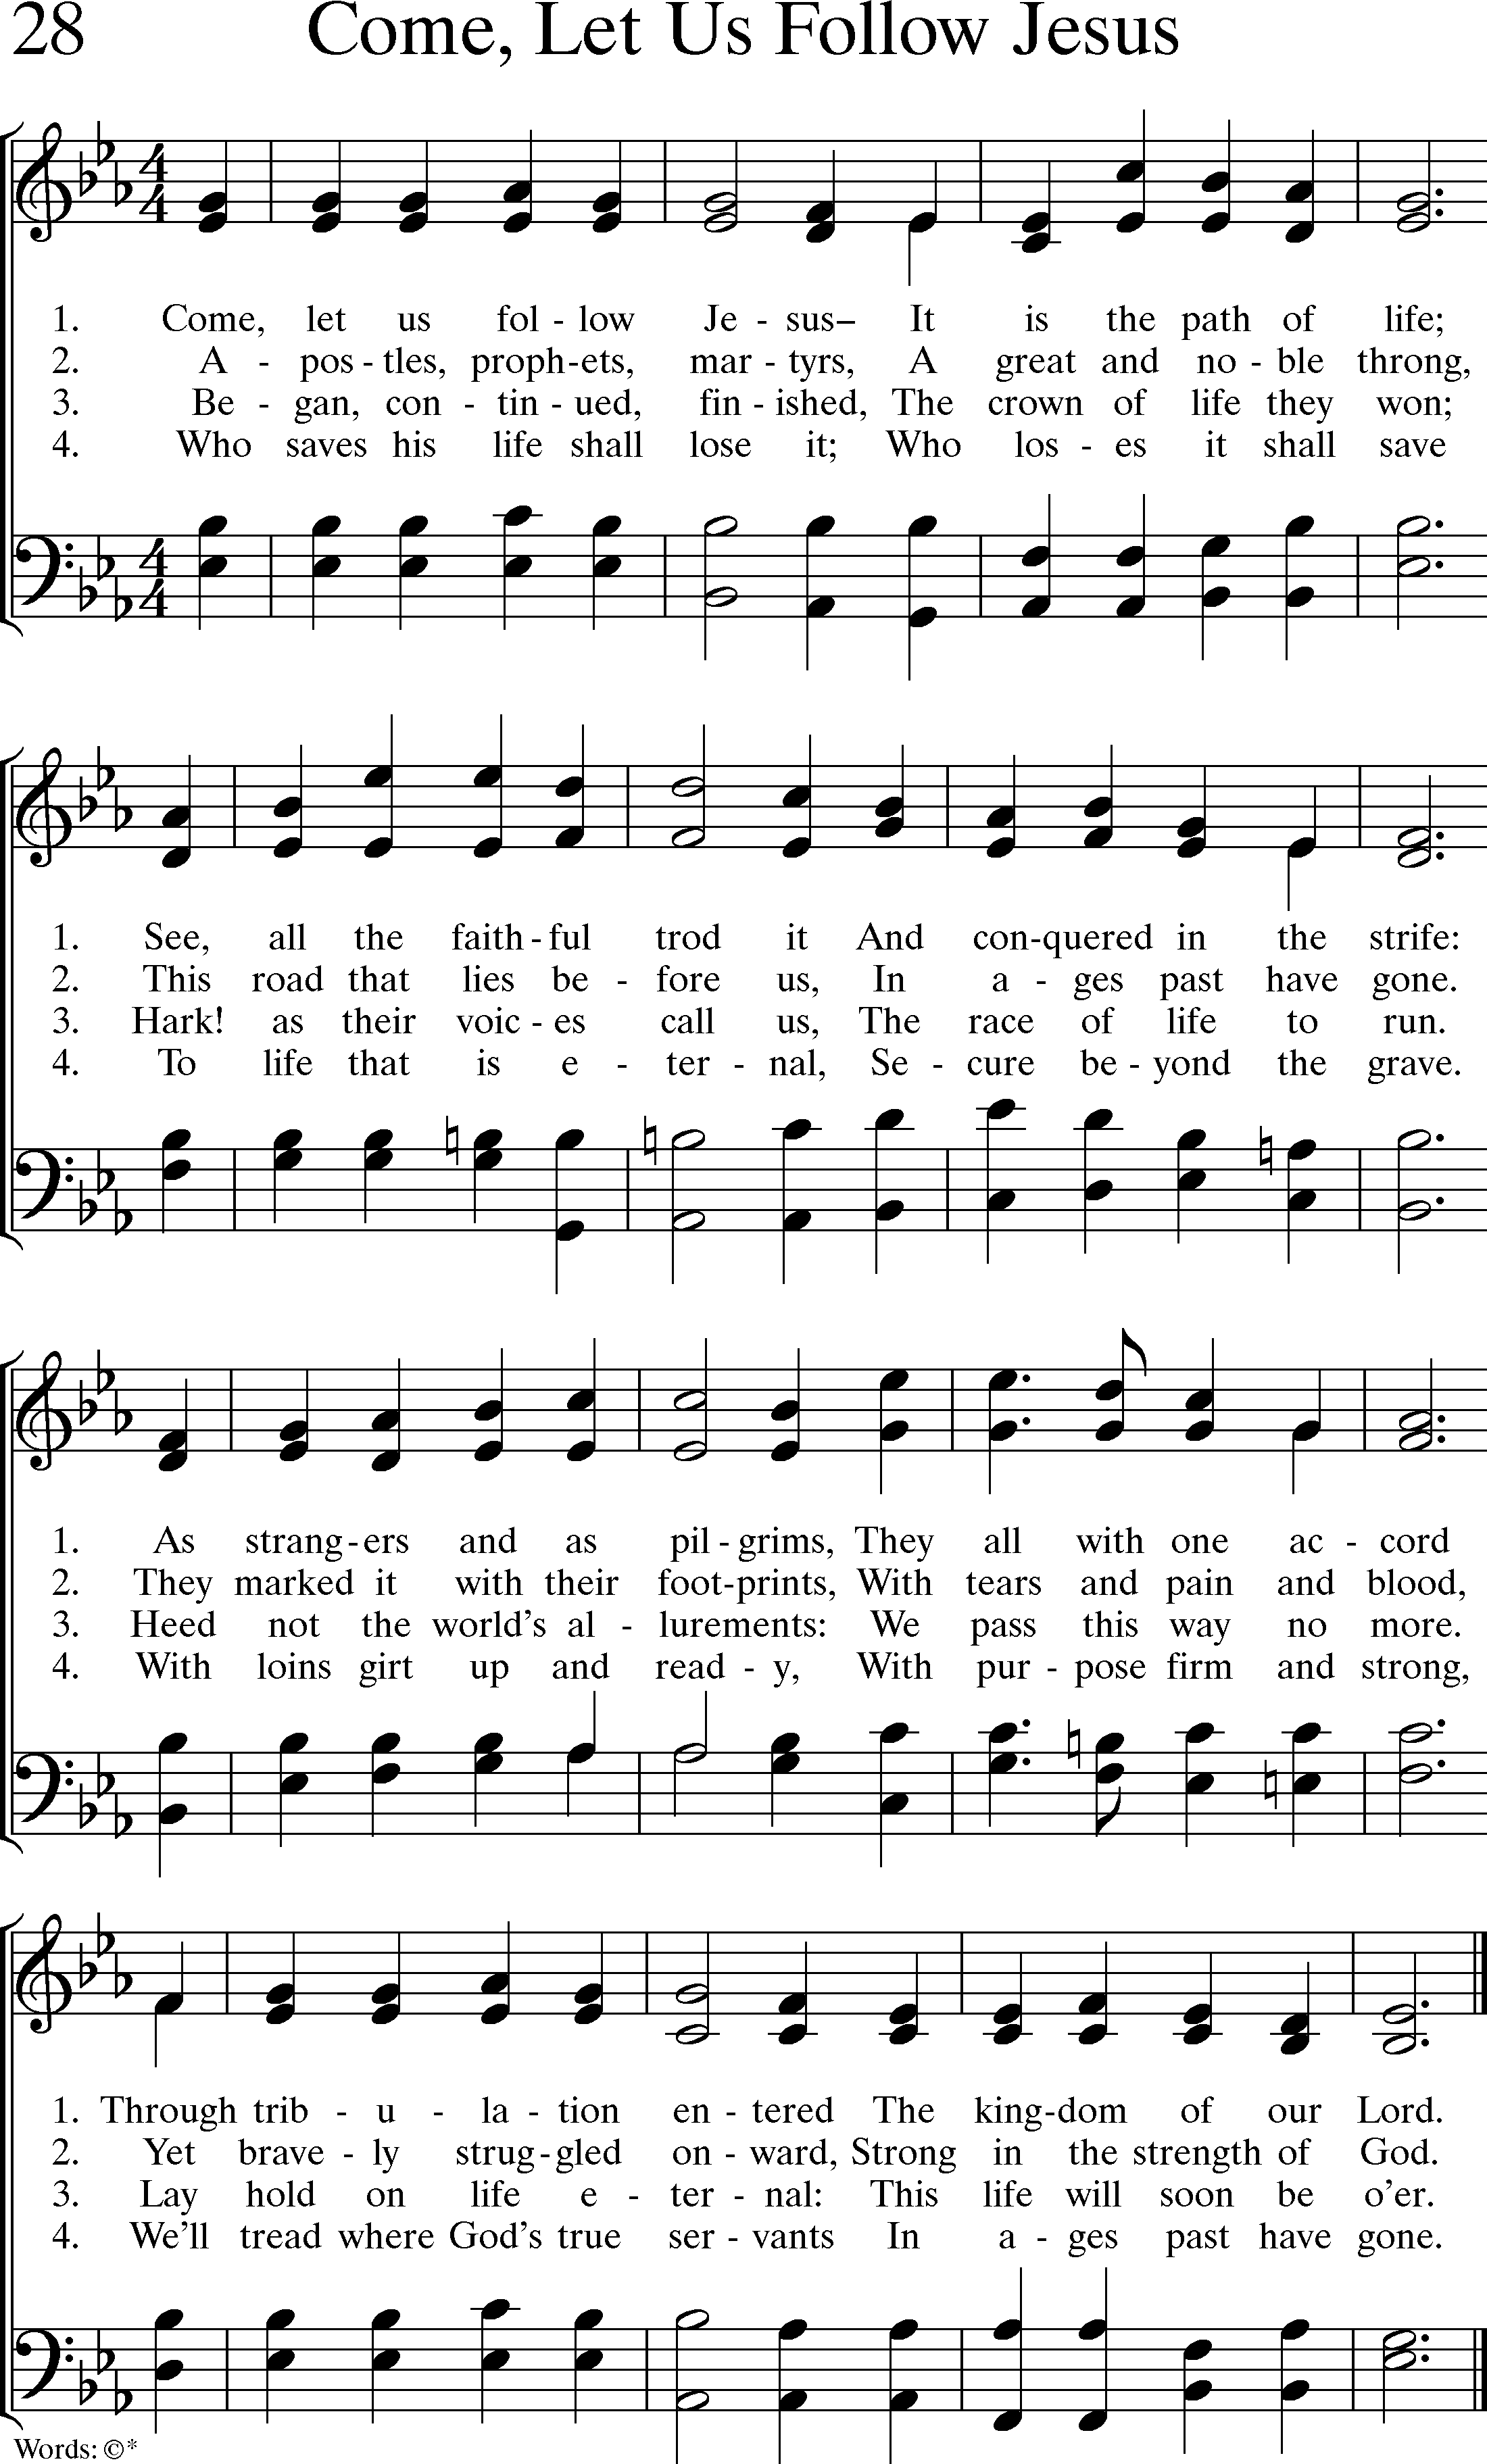 28 Come, Let Us Follow Jesus
1. Come, let us fol - low Je - sus– It is the path of life;
2. A - pos - tles, proph - ets, mar - tyrs, A great and no - ble throng,
3. Be - gan, con - tin - ued, fin - ished, The crown of life they won;
4. Who saves his life shall lose it; Who los - es it shall save
1. See, all the faith - ful trod it And con - quered in the strife:
2. This road that lies be - fore us, In a - ges past have gone.
3. Hark! as their voic - es call us, The race of life to run.
4. To life that is e - ter - nal, Se - cure be - yond the grave.
1. As strang - ers and as pil - grims, They all with one ac - cord
2. They marked it with their foot - prints, With tears and pain and blood,
3. Heed not the world's al - lurements: We pass this way no more.
4. With loins girt up and read - y, With pur - pose firm and strong,
1. Through trib - u - la - tion en - tered The king - dom of our Lord.
2. Yet brave - ly strug - gled on - ward, Strong in the strength of God.
3. Lay hold on life e - ter - nal: This life will soon be o'er.
4. We'll tread where God's true ser - vants In a - ges past have gone.
Words: ©*